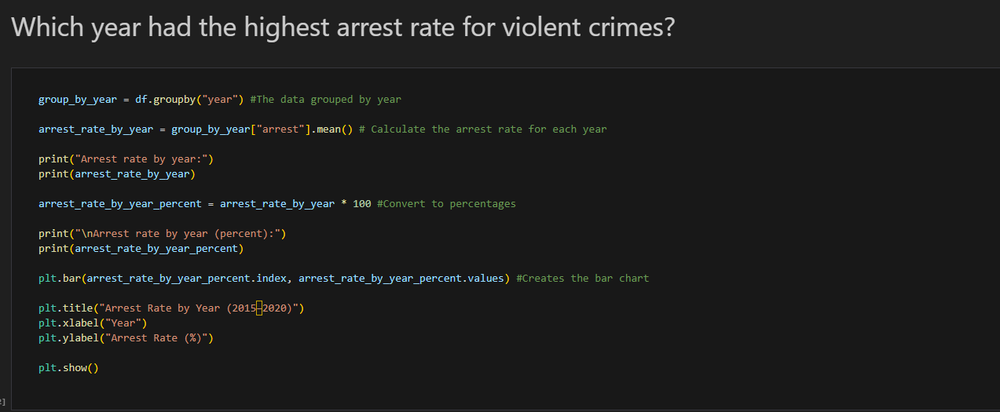 Which year had the highest arrest rate for violent crimes?
group_by_year = df.groupby("year") #The data grouped by year
arrest_rate_by_year = group_by_year["arrest"].mean() # Calculate the arrest rate for each year
print("Arrest rate by year:")
print(arrest_rate_by_year)
arrest_rate_by_year_percent = arrest_rate_by_year * 100 #Convert to percentages
print("\nArrest rate by year (percent):")
print(arrest_rate_by_year_percent)
plt.bar(arrest_rate_by_year_percent.index, arrest_rate_by_year_percent.values) #Creates the bar chart
plt.title("Arrest Rate by Year (2015–2020)")
plt.xlabel("Year")
plt.ylabel("Arrest Rate (%)")
plt.show()